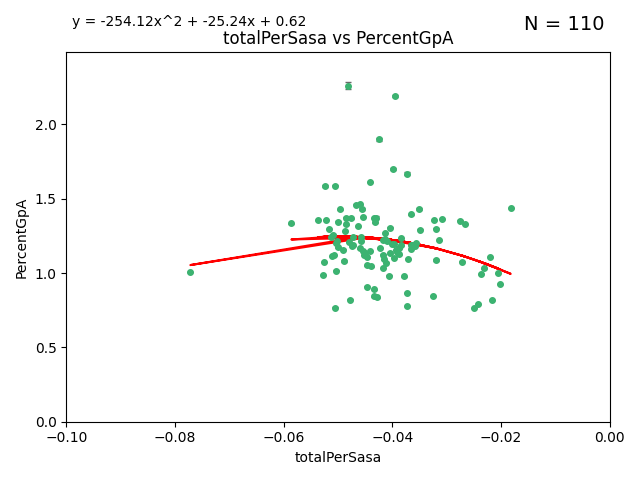 y = -254.12x^2 + -25.24x + 0.62
N = 110
totalPerSasa vs PercentGpA
PercentGpA
2.0
1.5
1.0
0.5
0.0
-0.10
-0.08
-0.06
-0.04
-0.02
0.00
totalPerSasa